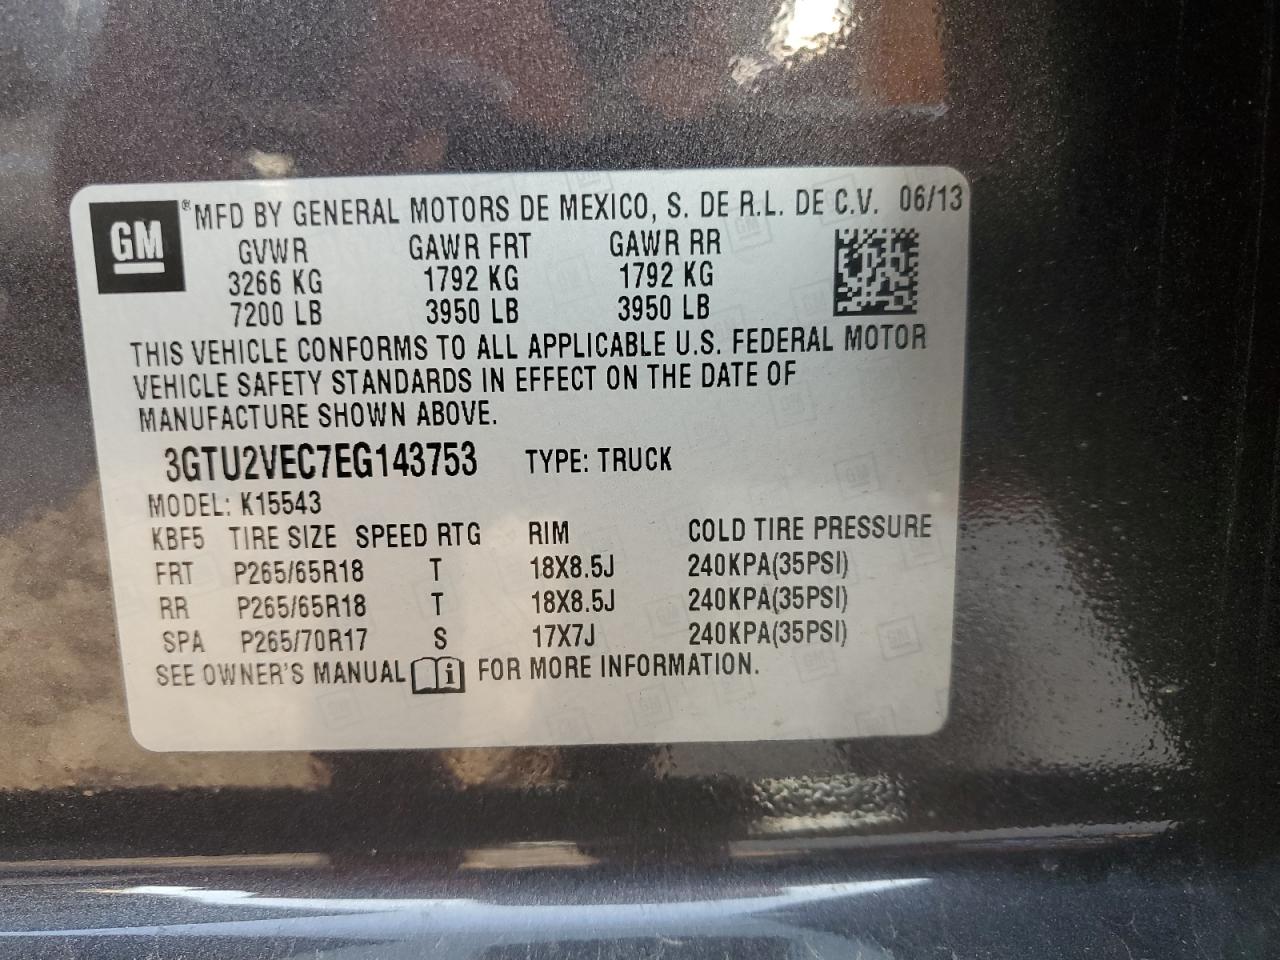 GM ® MFD BY GENERAL MOTORS DE MEXICO, S. DE R.L. DE C.V. 06/13
GVWR GAWR FRT GAWR RR
3266 KG 1792 KG 1792 KG
7200 LB 3950 LB 3950 LB
THIS VEHICLE CONFORMS TO ALL APPLICABLE U.S. FEDERAL MOTOR
VEHICLE SAFETY STANDARDS IN EFFECT ON THE DATE OF
MANUFACTURE SHOWN ABOVE.
3GTU2VEC7EG143753 TYPE: TRUCK
MODEL: K15543
KBF5 TIRE SIZE SPEED RTG RIM COLD TIRE PRESSURE
FRT P265/65R18 T 18X8.5J 240KPA(35PSI)
RR P265/65R18 T 18X8.5J 240KPA(35PSI)
SPA P265/70R17 S 17X7J 240KPA(35PSI)
SEE OWNER'S MANUAL i FOR MORE INFORMATION.